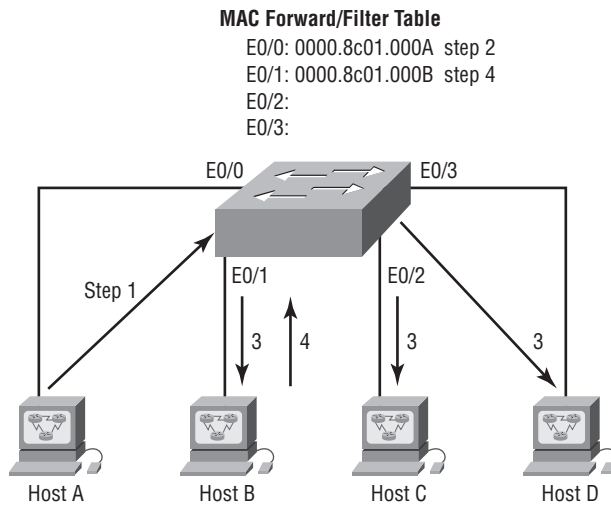 MAC Forward/Filter Table
E0/0: 0000.8c01.000A step 2
E0/1: 0000.8c01.000B step 4
E0/2:
E0/3:
E0/0
E0/3
Step 1
E0/1
E0/2
3
4
3
3
Host A
Host B
Host C
Host D